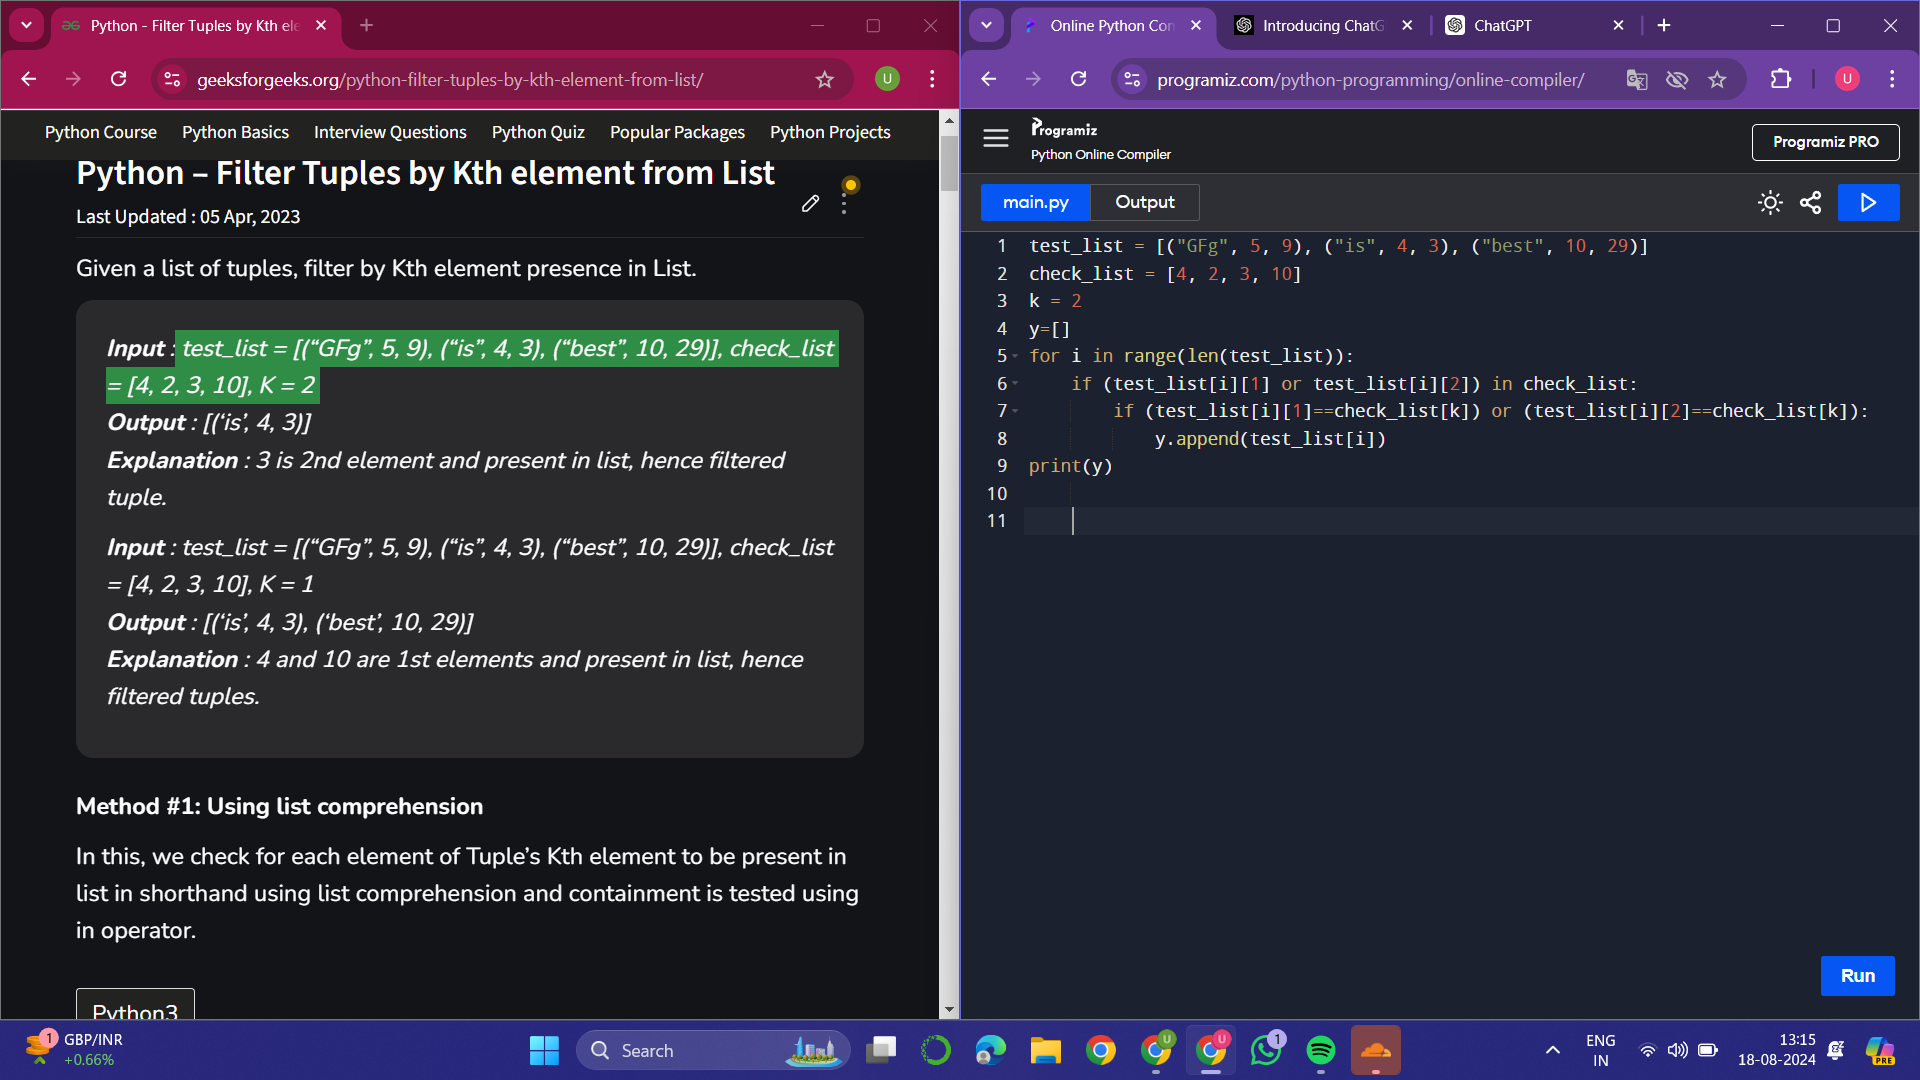 Python - Filter Tuples by Kth ele
geeksforgeeks.org/python-filter-tuples-by-kth-element-from-list/
U
Python Course Python Basics Interview Questions Python Quiz Popular Packages Python Projects
Python – Filter Tuples by Kth element from List
Last Updated : 05 Apr, 2023
Given a list of tuples, filter by Kth element presence in List.
Input : test_list = [(“GFg”, 5, 9), (“is”, 4, 3), (“best”, 10, 29)], check_list
= [4, 2, 3, 10], K = 2
Output : [(‘is’, 4, 3)]
Explanation : 3 is 2nd element and present in list, hence filtered
tuple.
Input : test_list = [(“GFg”, 5, 9), (“is”, 4, 3), (“best”, 10, 29)], check_list
= [4, 2, 3, 10], K = 1
Output : [(‘is’, 4, 3), (‘best’, 10, 29)]
Explanation : 4 and 10 are 1st elements and present in list, hence
filtered tuples.
Method #1: Using list comprehension
In this, we check for each element of Tuple’s Kth element to be present in
list in shorthand using list comprehension and containment is tested using
in operator.
Python3
Online Python Con Introducing ChatG ChatGPT
programiz.com/python-programming/online-compiler/
U
Programiz
Python Online Compiler
Programiz PRO
main.py Output
1 test_list = [("GFg", 5, 9), ("is", 4, 3), ("best", 10, 29)]
2 check_list = [4, 2, 3, 10]
3 k = 2
4 y=[]
5 for i in range(len(test_list)):
6     if (test_list[i][1] or test_list[i][2]) in check_list:
7         if (test_list[i][1]==check_list[k]) or (test_list[i][2]==check_list[k]):
8             y.append(test_list[i])
9 print(y)
10
11
Run
1 GBP/INR
+0.66%
Search
U
U
1
ENG
IN
13:15
18-08-2024
PRE